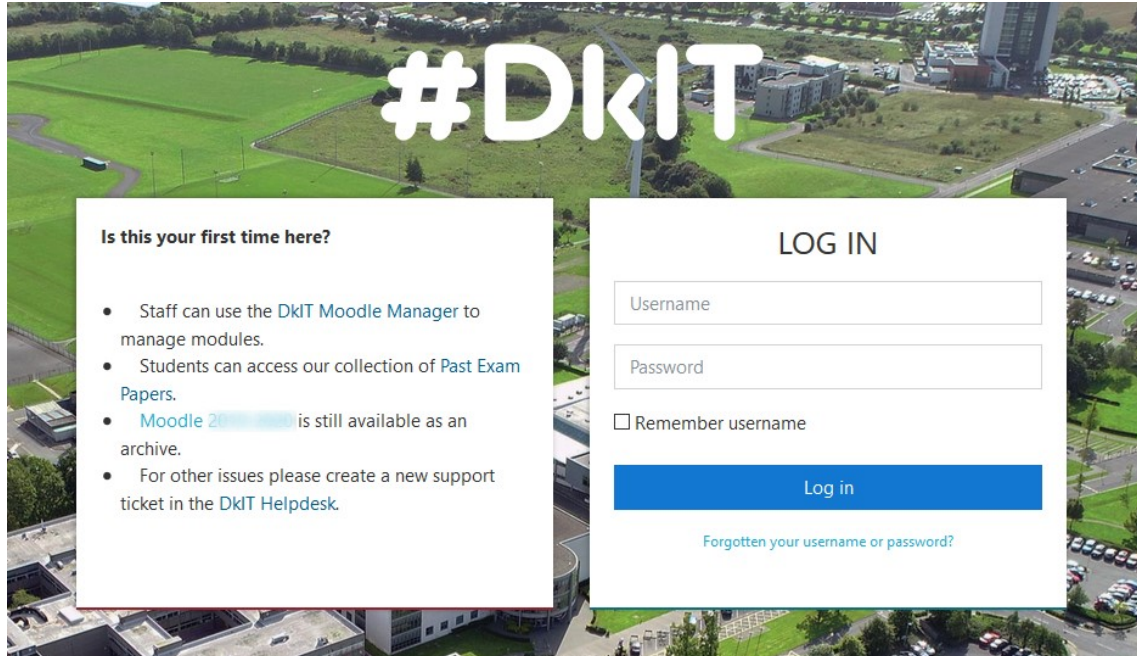 #DkIT
Is this your first time here?
Staff can use the DkIT Moodle Manager to
manage modules.
Students can access our collection of Past Exam
Papers.
Moodle is still available as an
archive.
For other issues please create a new support
ticket in the DkIT Helpdesk.
LOG IN
Username
Password
Remember username
Log in
Forgotten your username or password?